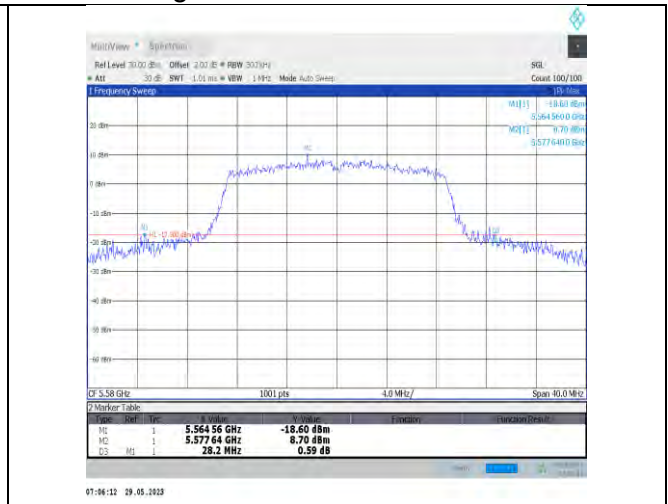 MultiView
Spectrum
Ref Level 30.00 dBm Offset 2.00 dB RBW 300 kHz SGL
Att 30 dB SWT 1.01 ms VBW 1 MHz Mode Auto Sweep Count 100/100
1 Frequency Sweep
M1[1] -18.60 dBm
5.564 560 0 GHz
M2[1] 8.70 dBm
5.577 640 0 GHz
20 dBm
M2
10 dBm
0 dBm
-10 dBm
M1
-20 dBm
-30 dBm
-40 dBm
-50 dBm
-60 dBm
CF 5.58 GHz 1001 pts 4.0 MHz/ Span 40.0 MHz
2 Marker Table
Type Ref Trc X-Value Y-Value Function Function Result
M1 1 5.564 56 GHz -18.60 dBm
M2 1 5.577 64 GHz 8.70 dBm
D3 M1 1 28.2 MHz 0.59 dB
07:06:12 29.05.2023